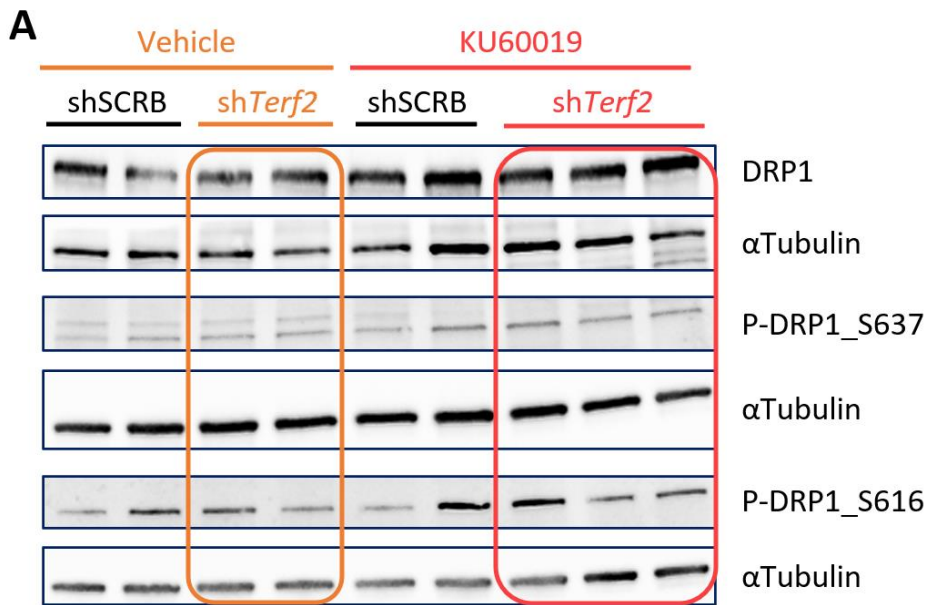 A
Vehicle KU60019
shSCRB shTerf2 shSCRB shTerf2
DRP1
αTubulin
P-DRP1_S637
αTubulin
P-DRP1_S616
αTubulin